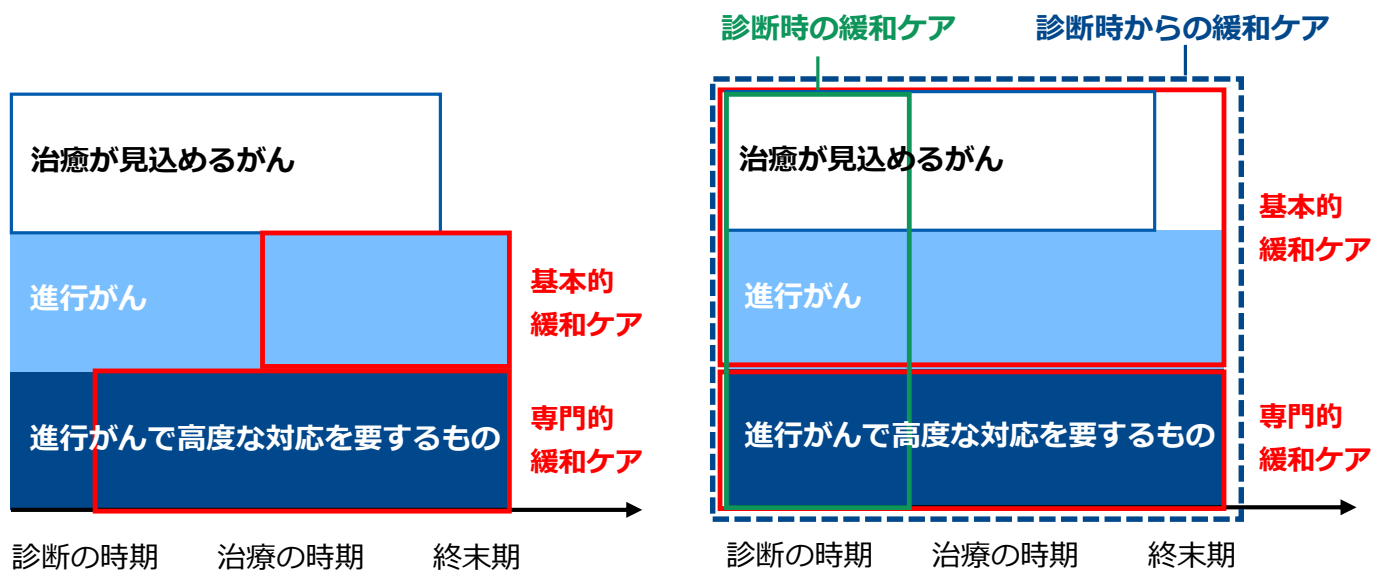 診断時の緩和ケア
診断時からの緩和ケア
治癒が見込めるがん
進行がん
進行がんで高度な対応を要するもの
基本的
緩和ケア
専門的
緩和ケア
診断の時期
治療の時期
終末期
治癒が見込めるがん
進行がん
進行がんで高度な対応を要するもの
基本的
緩和ケア
専門的
緩和ケア
診断の時期
治療の時期
終末期